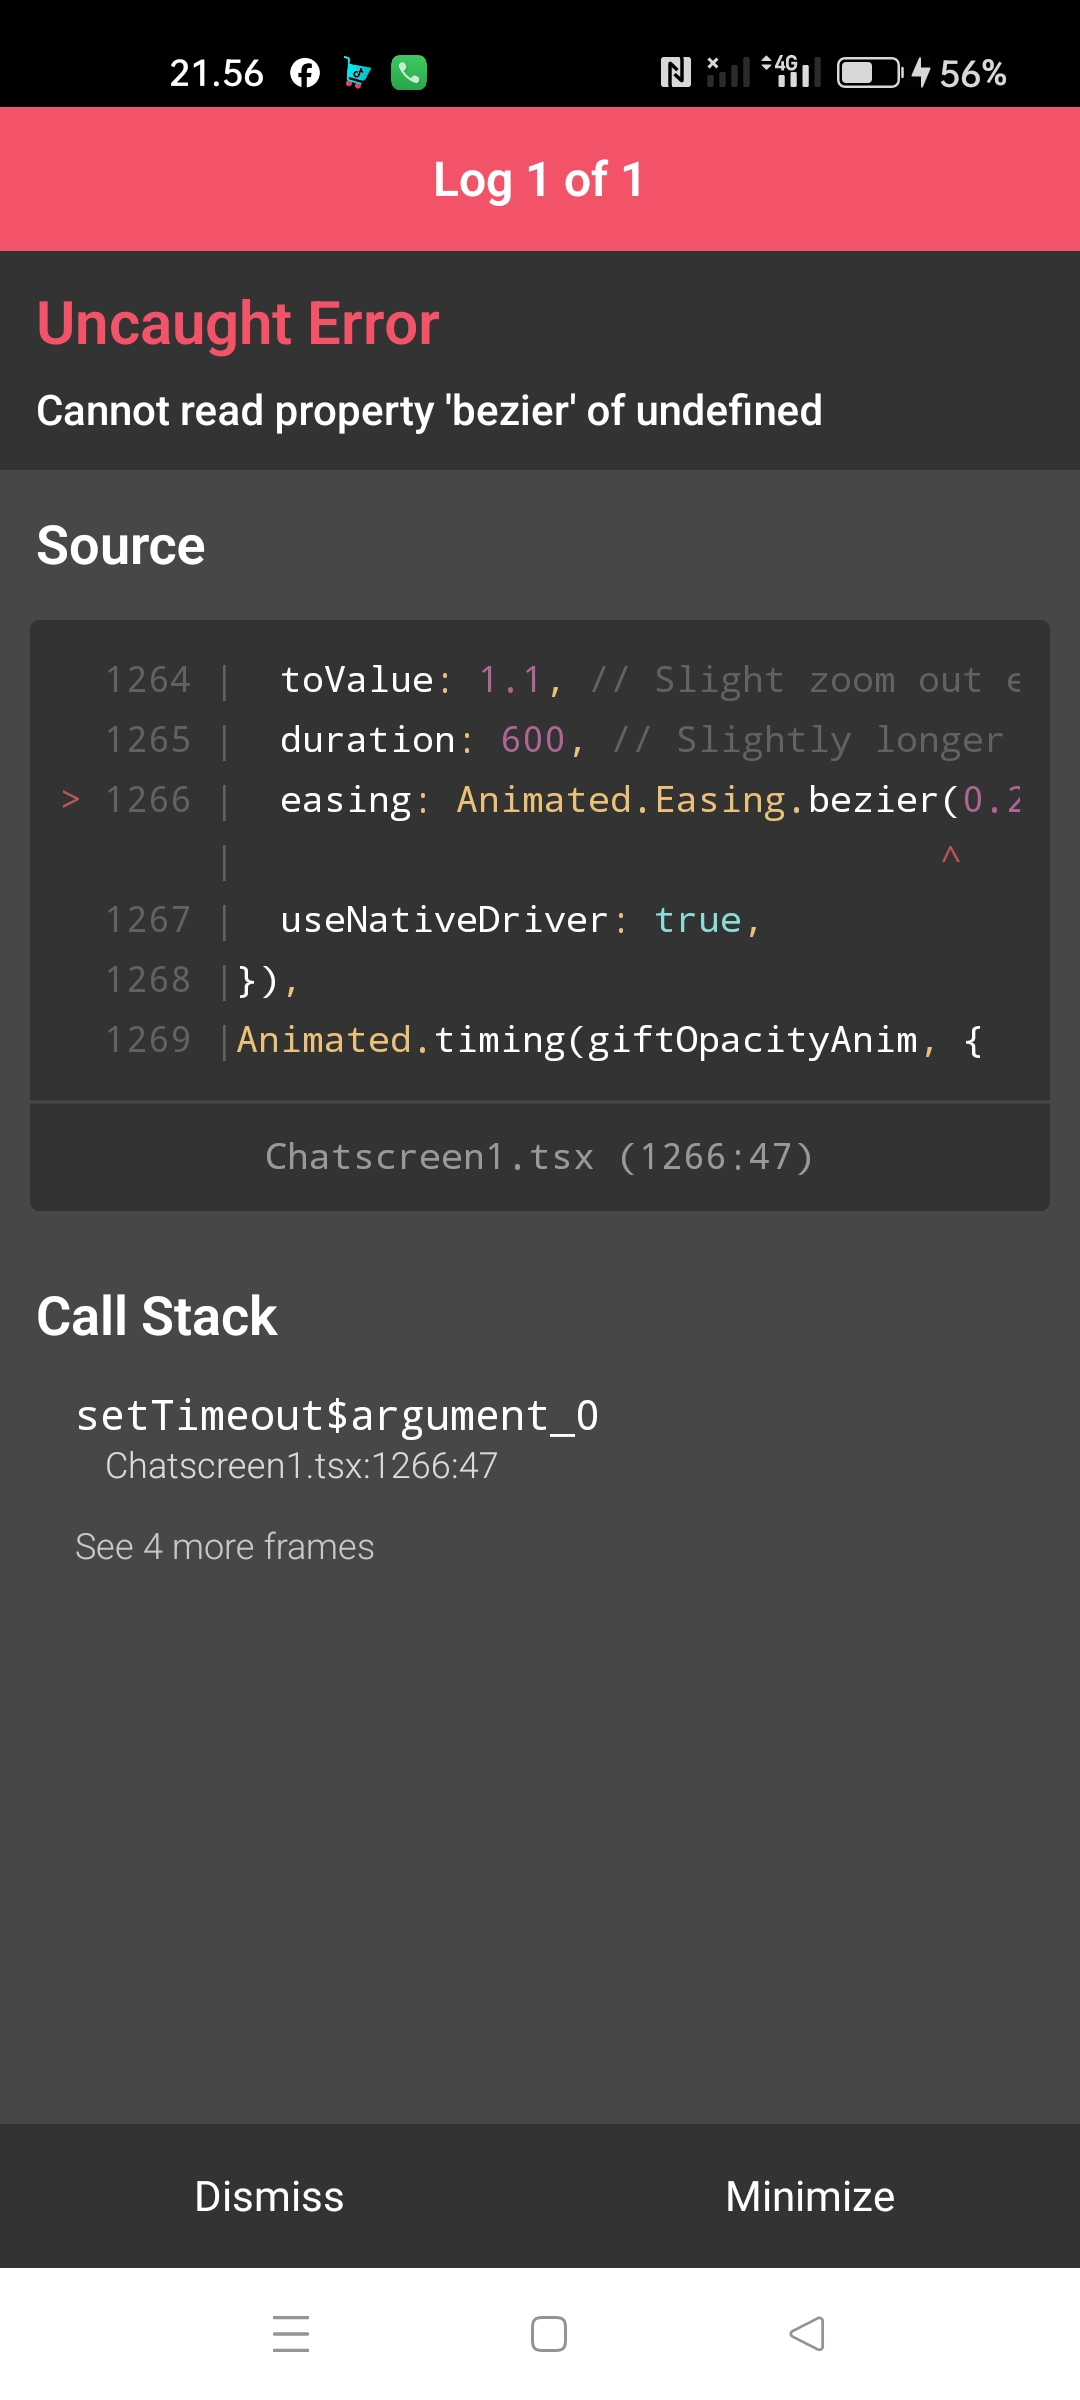 21.56 4G 56%
Log 1 of 1
Uncaught Error
Cannot read property 'bezier' of undefined
Source
1264 | toValue: 1.1, // Slight zoom out e
1265 | duration: 600, // Slightly longer
> 1266 | easing: Animated.Easing.bezier(0.2
| ^
1267 | useNativeDriver: true,
1268 |}),
1269 |Animated.timing(giftOpacityAnim, {
Chatscreen1.tsx (1266:47)
Call Stack
setTimeout$argument_0
Chatscreen1.tsx:1266:47
See 4 more frames
Dismiss Minimize